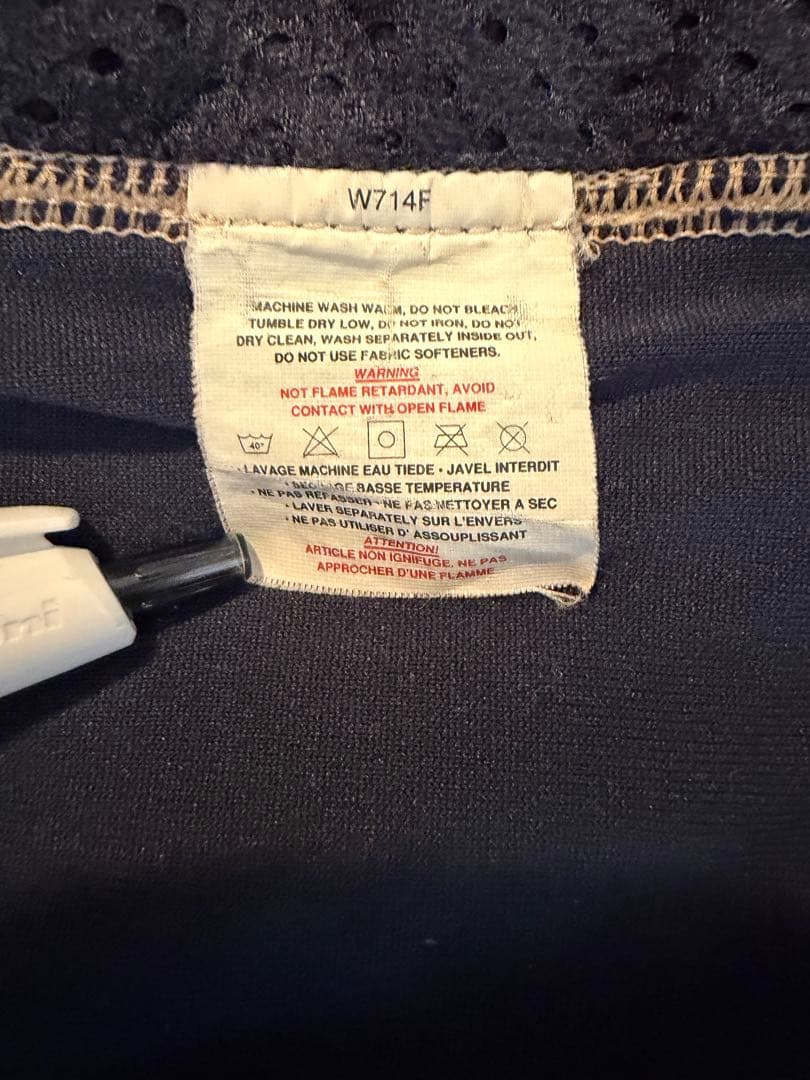 W714F
MACHINE WASH WARM, DO NOT BLEACH
TUMBLE DRY LOW, DO NOT IRON, DO NOT
DRY CLEAN, WASH SEPARATELY INSIDE OUT,
DO NOT USE FABRIC SOFTENERS.
WARNING
NOT FLAME RETARDANT, AVOID
CONTACT WITH OPEN FLAME
40°
• LAVAGE MACHINE EAU TIEDE • JAVEL INTERDIT
BASSE TEMPERATURE
• NE PAS REPASSER • NE PAS NETTOYER A SEC
• LAVER SEPARATELY SUR L'ENVERS
• NE PAS UTILISER D' ASSOUPLISSANT
ATTENTION!
ARTICLE NON IGNIFUGE, NE PAS
APPROCHER D'UNE FLAMME